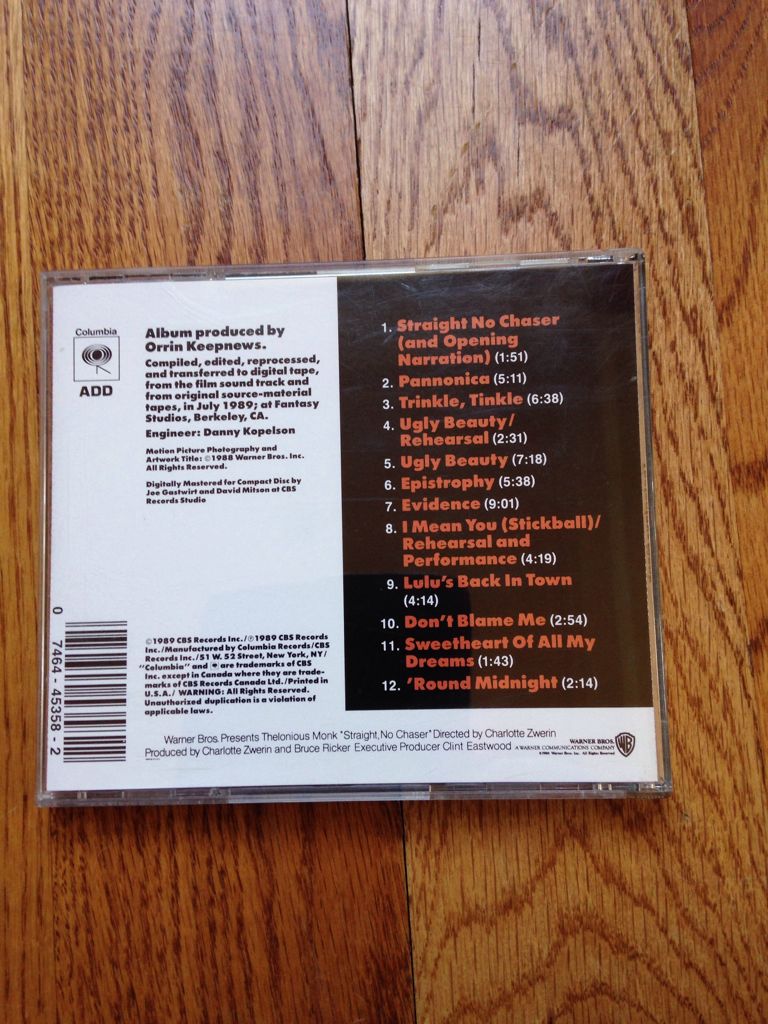 Columbia
ADD
Album produced by
Orrin Keepnews.
Compiled, edited, reprocessed,
and transferred to digital tape,
from the film sound track and
from original source-material
tapes, in July 1989; at Fantasy
Studios, Berkeley, CA.
Engineer: Danny Kopelson
Motion Picture Photography and
Artwork Title: ©1988 Warner Bros. Inc.
All Rights Reserved.
Digitally Mastered for Compact Disc by
Joe Gastwirt and David Mitson at CBS
Records Studio
©1989 CBS Records Inc./℗1989 CBS Records
Inc./Manufactured by Columbia Records/CBS
Records Inc./51 W. 52 Street, New York, NY/
"Columbia" and are trademarks of CBS
Inc. except in Canada where they are trade-
marks of CBS Records Canada Ltd./Printed in
U.S.A./ WARNING: All Rights Reserved.
Unauthorized duplication is a violation of
applicable laws.
0 7464-45358-2
1. Straight No Chaser
(and Opening
Narration) (1:51)
2. Pannonica (5:11)
3. Trinkle, Tinkle (6:38)
4. Ugly Beauty/
Rehearsal (2:31)
5. Ugly Beauty (7:18)
6. Epistrophy (5:38)
7. Evidence (9:01)
8. I Mean You (Stickball)/
Rehearsal and
Performance (4:19)
9. Lulu's Back In Town
(4:14)
10. Don't Blame Me (2:54)
11. Sweetheart Of All My
Dreams (1:43)
12. 'Round Midnight (2:14)
Warner Bros. Presents Thelonious Monk "Straight, No Chaser" Directed by Charlotte Zwerin
Produced by Charlotte Zwerin and Bruce Ricker Executive Producer Clint Eastwood
WARNER BROS.
A WARNER COMMUNICATIONS COMPANY
Warner Bros. Inc. All Rights Reserved
WB